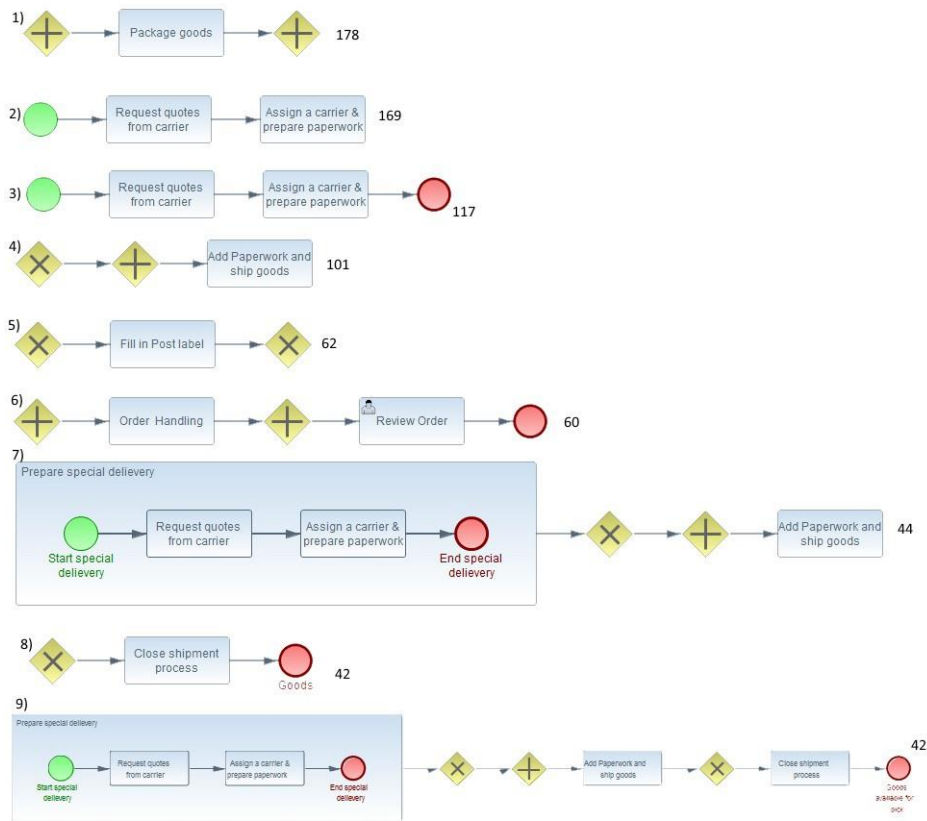 1)
Package goods
178
2)
Request quotes
from carrier
Assign a carrier &
prepare paperwork
169
3)
Request quotes
from carrier
Assign a carrier &
prepare paperwork
117
4)
Add Paperwork and
ship goods
101
5)
Fill in Post label
62
6)
Order Handling
Review Order
60
7)
Prepare special delievery
Request quotes
from carrier
Assign a carrier &
prepare paperwork
Start special
delievery
End special
delievery
Add Paperwork and
ship goods
44
8)
Close shipment
process
Goods
42
9)
Prepare special delievery
Request quotes
from carrier
Assign a carrier &
prepare paperwork
Start special
delievery
End special
delievery
Add Paperwork and
ship goods
Close shipment
process
42
Goods
available for
pick